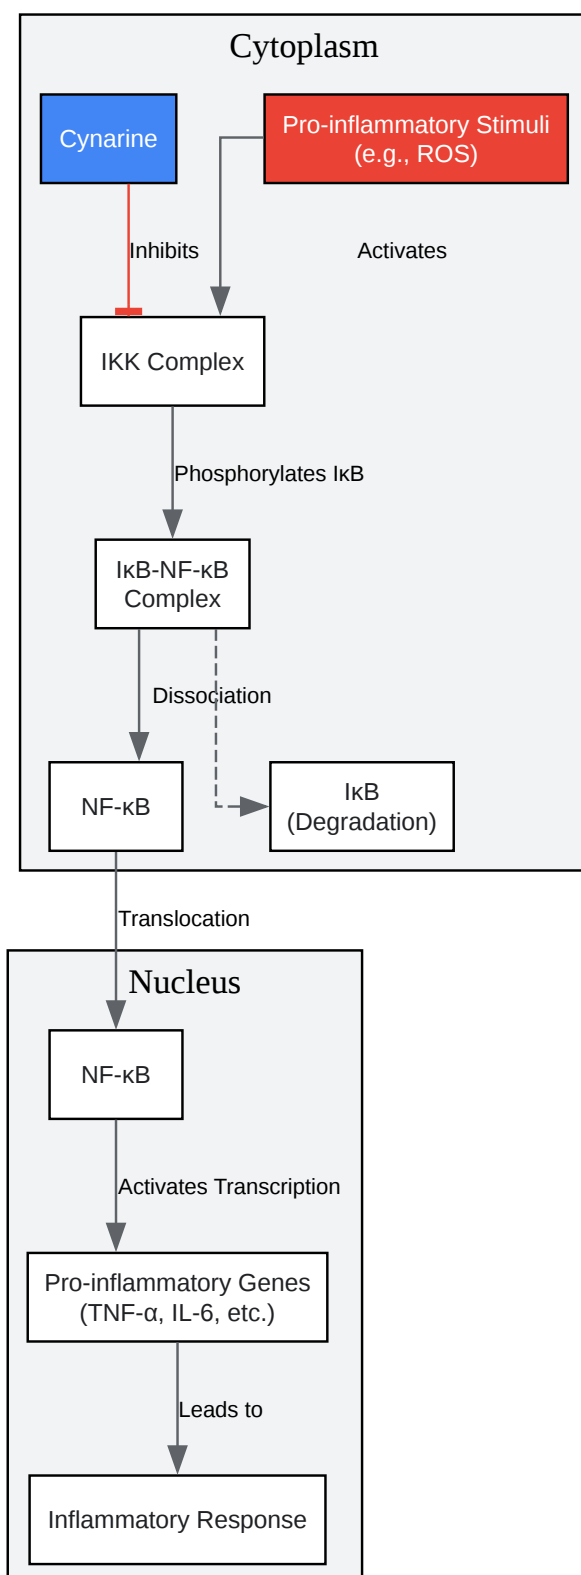 Cytoplasm
Cynarine
Pro-inflammatory Stimuli
(e.g., ROS)
Inhibits
Activates
IKK Complex
Phosphorylates IκB
IκB-NF-κB
Complex
Dissociation
NF-κB
IκB
(Degradation)
Translocation
Nucleus
NF-κB
Activates Transcription
Pro-inflammatory Genes
(TNF-α, IL-6, etc.)
Leads to
Inflammatory Response